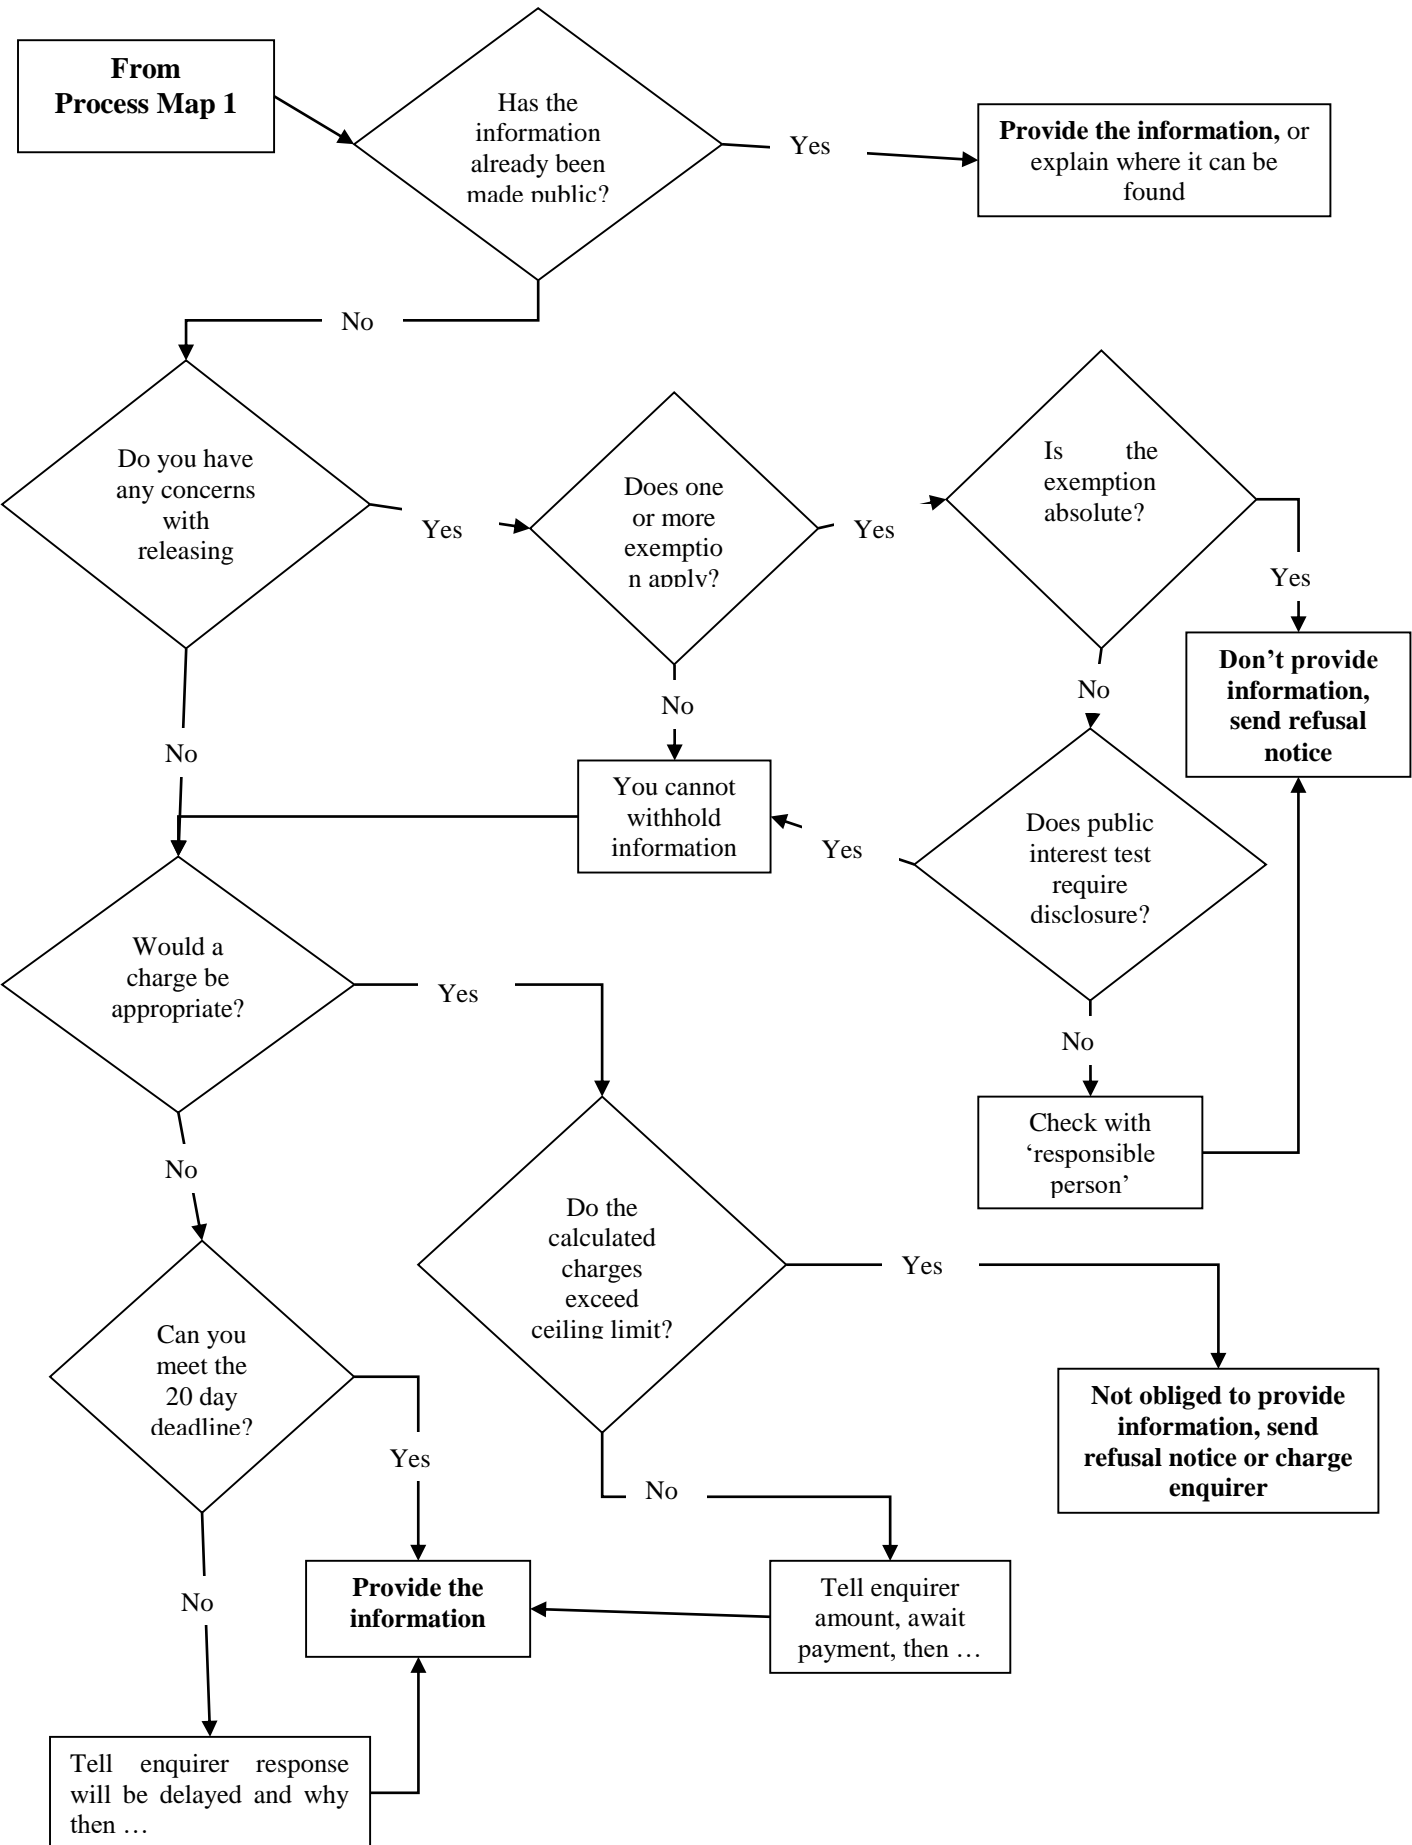 From
Process Map 1
Has the
information
already been
made public?
Yes
Provide the information, or
explain where it can be
found
No
Do you have
any concerns
with
releasing
Yes
Does one
or more
exemptio
n apply?
Yes
Is the
exemption
absolute?
Yes
Don’t provide
information,
send refusal
notice
No
No
No
You cannot
withhold
information
Yes
Does public
interest test
require
disclosure?
Would a
charge be
appropriate?
Yes
No
Check with
‘responsible
person’
No
Do the
calculated
charges
exceed
ceiling limit?
Yes
Not obliged to provide
information, send
refusal notice or charge
enquirer
Can you
meet the
20 day
deadline?
Yes
No
No
Provide the
information
Tell enquirer
amount, await
payment, then …
Tell enquirer response
will be delayed and why
then …